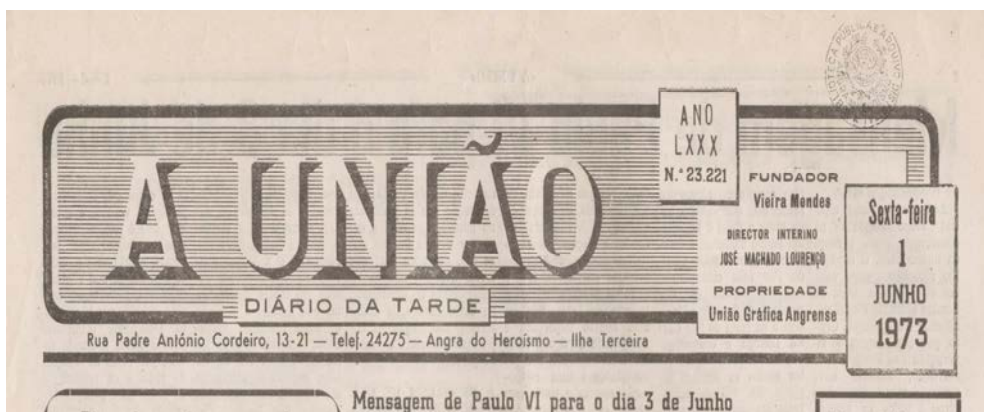 A UNIÃO
DIÁRIO DA TARDE
ANO
LXXX
N.º 23.221
FUNDADOR
Vieira Mendes
DIRECTOR INTERINO
JOSÉ MACHADO LOURENÇO
PROPRIEDADE
União Gráfica Angrense
Sexta-feira
1
JUNHO
1973
Rua Padre António Cordeiro, 13-21 — Telef. 24275 — Angra do Heroísmo — Ilha Terceira
Mensagem de Paulo VI para o dia 3 de Junho